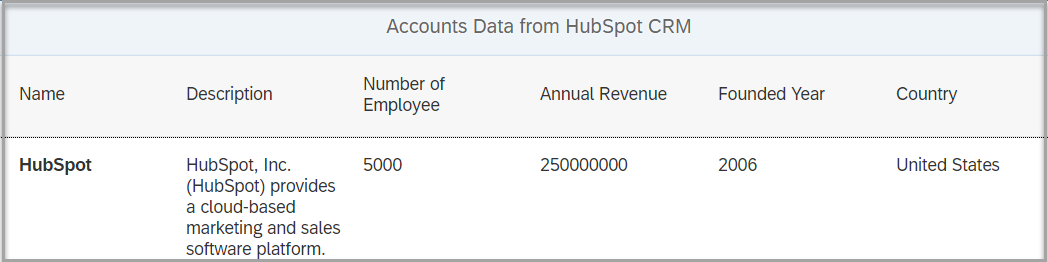 Accounts Data from HubSpot CRM
Name Description Number of Employee Annual Revenue Founded Year Country
HubSpot HubSpot, Inc. 5000 250000000 2006 United States
(HubSpot) provides
a cloud-based
marketing and sales
software platform.